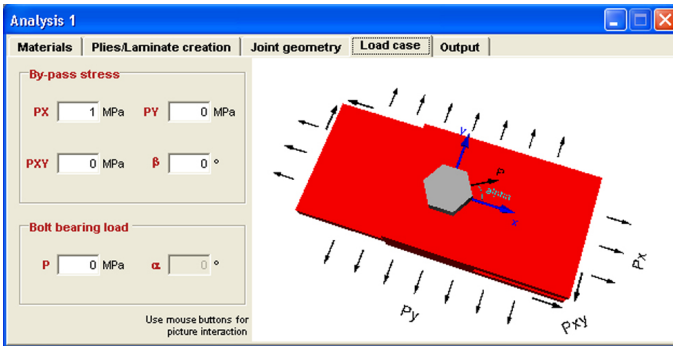 Analysis 1
Materials Plies/Laminate creation Joint geometry Load case Output
By-pass stress
PX 1 MPa PY 0 MPa
PXY 0 MPa β 0 °
Bolt bearing load
P 0 MPa α 0 °
Use mouse buttons for
picture interaction
y
P
alpha
x
Px
Py
Pxy